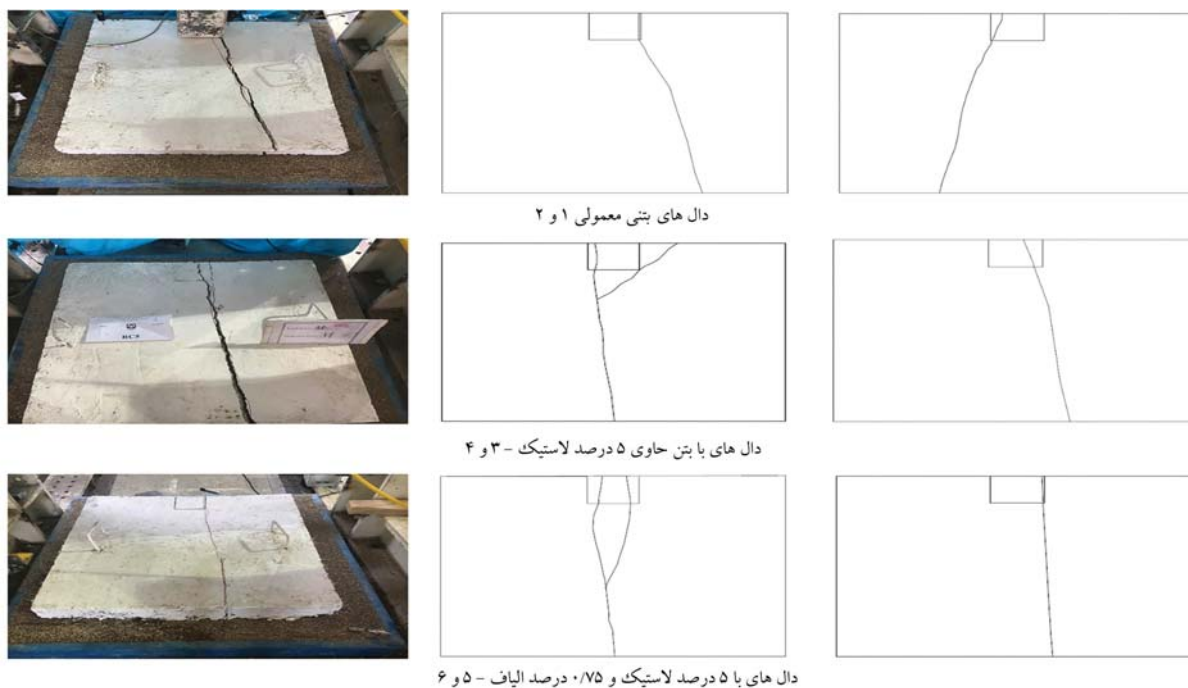 دال های بتنی معمولی ۱ و ۲
RC5
دال های با بتن حاوی ۵ درصد لاستیک - ۳ و ۴
دال های با ۵ درصد لاستیک و ۰/۷۵ درصد الیاف - ۵ و ۶